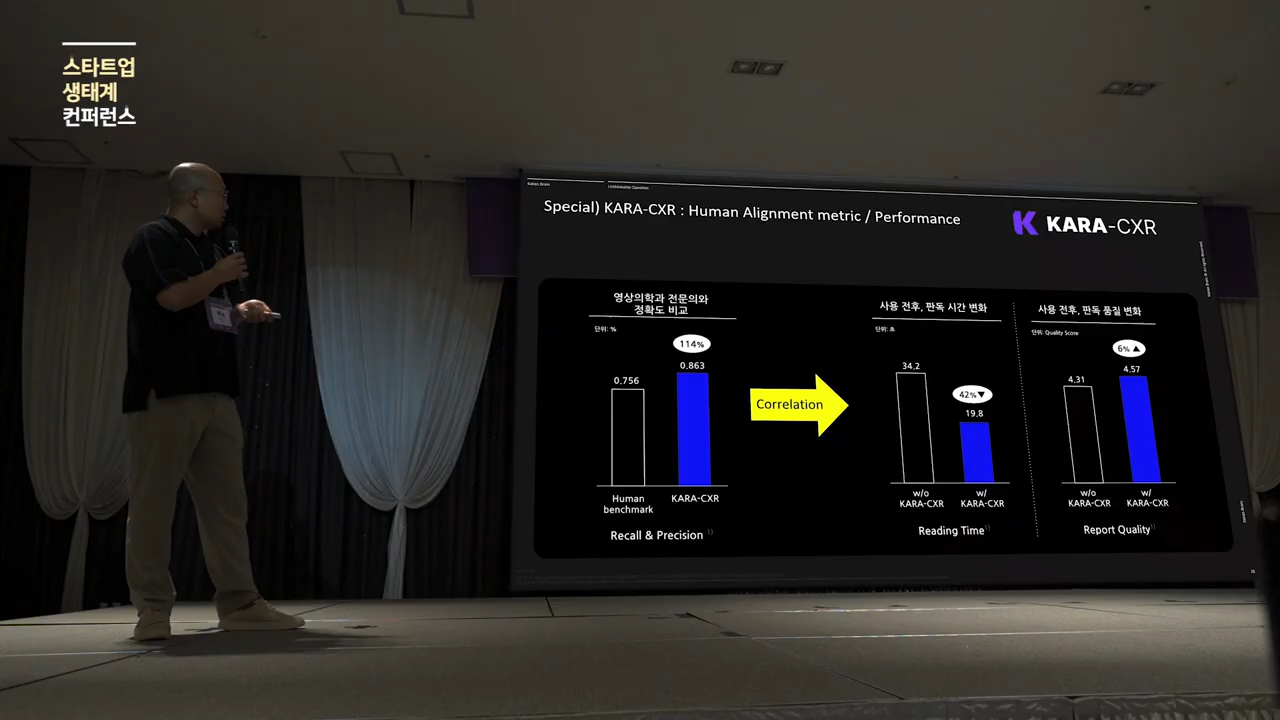 스타트업
생태계
컨퍼런스
Kakao Brain
Special) KARA-CXR : Human Alignment metric / Performance
KARA-CXR
영상의학과 전문의와
정확도 비교
단위: %
114%
0.756
0.863
Human
benchmark
KARA-CXR
Recall & Precision 1)
Correlation
사용 전후, 판독 시간 변화
단위: 초
34.2
42%▼
19.8
w/o
KARA-CXR
w/
KARA-CXR
Reading Time1)
사용 전후, 판독 품질 변화
단위: Quality Score
6% ▲
4.31
4.57
w/o
KARA-CXR
w/
KARA-CXR
Report Quality1)